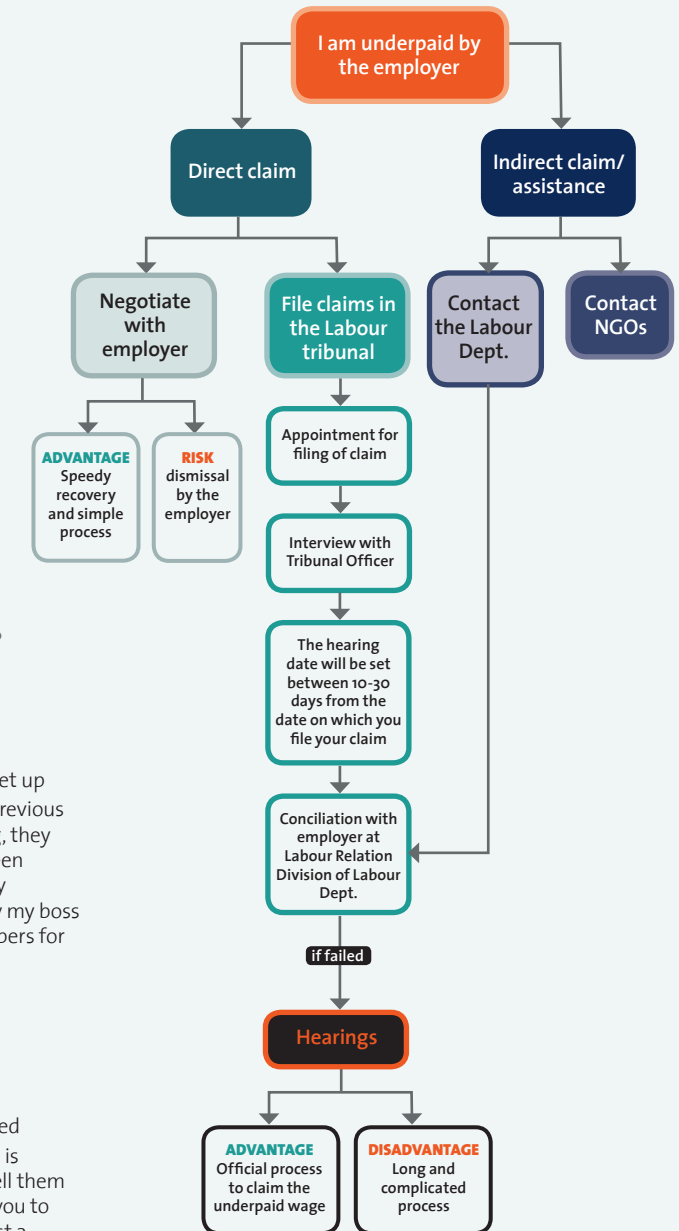 I am underpaid by
the employer
Direct claim
Indirect claim/
assistance
Negotiate
with
employer
File claims in
the Labour
tribunal
Contact
the Labour
Dept.
Contact
NGOs
ADVANTAGE
Speedy
recovery
and simple
process
RISK
dismissal
by the
employer
Appointment for
filing of claim
Interview with
Tribunal Officer
The hearing
date will be set
between 10-30
days from the
date on which you
file your claim
Conciliation with
employer at
Labour Relation
Division of Labour
Dept.
if failed
Hearings
ADVANTAGE
Official process
to claim the
underpaid wage
DISADVANTAGE
Long and
complicated
process
et up
revious
, they
een
y
my boss
bers for
ed
is
ell them
you to